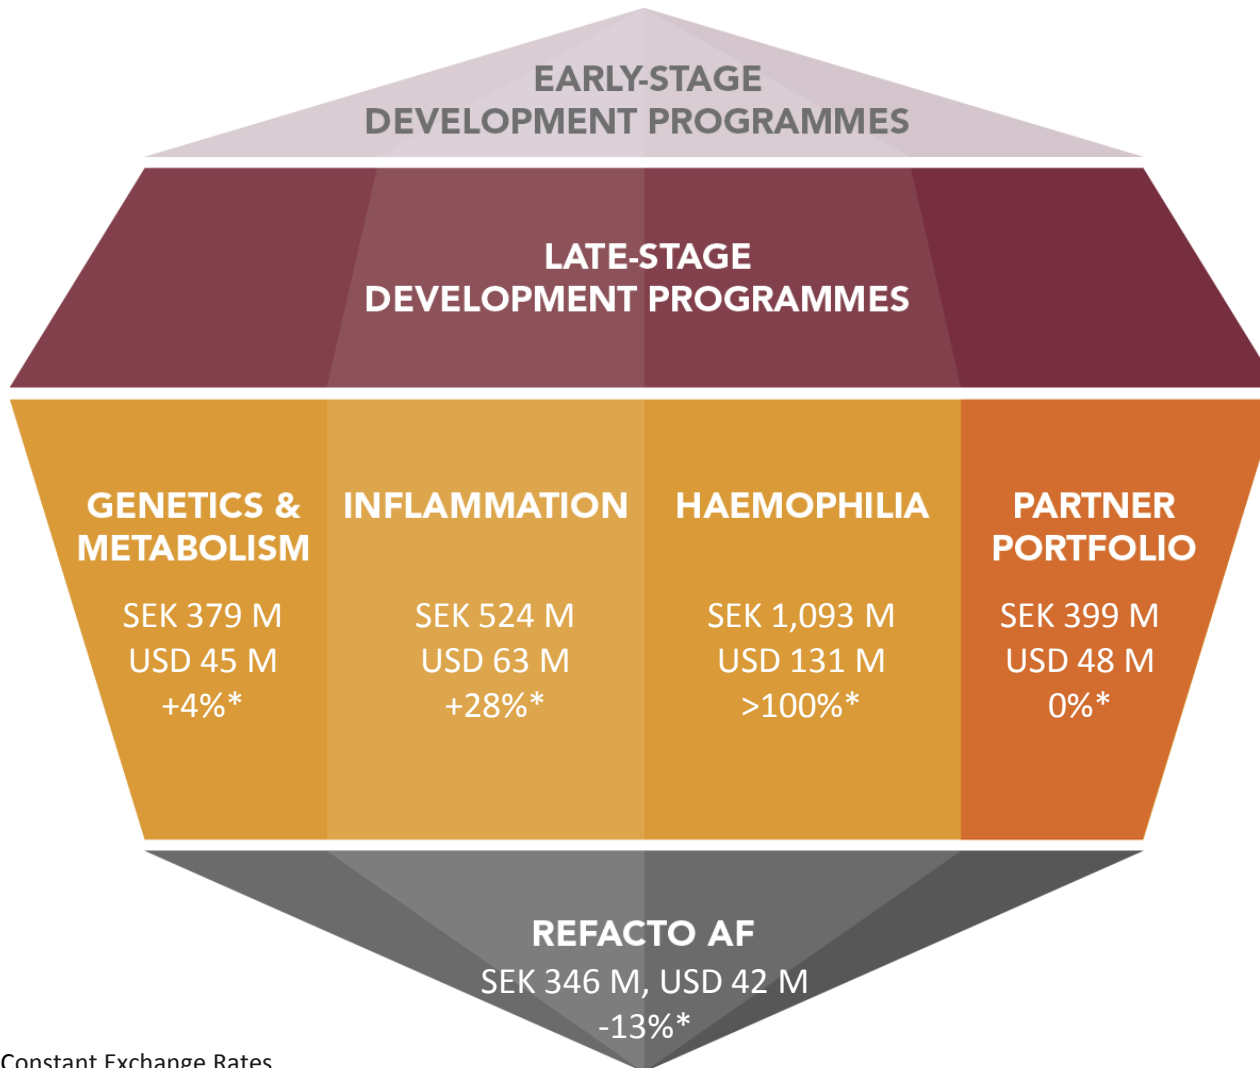 EARLY-STAGE
DEVELOPMENT PROGRAMMES
LATE-STAGE
DEVELOPMENT PROGRAMMES
GENETICS &
METABOLISM
SEK 379 M
USD 45 M
+4%*
INFLAMMATION
SEK 524 M
USD 63 M
+28%*
HAEMOPHILIA
SEK 1,093 M
USD 131 M
>100%*
PARTNER
PORTFOLIO
SEK 399 M
USD 48 M
0%*
REFACTO AF
SEK 346 M, USD 42 M
-13%*
Constant Exchange Rates